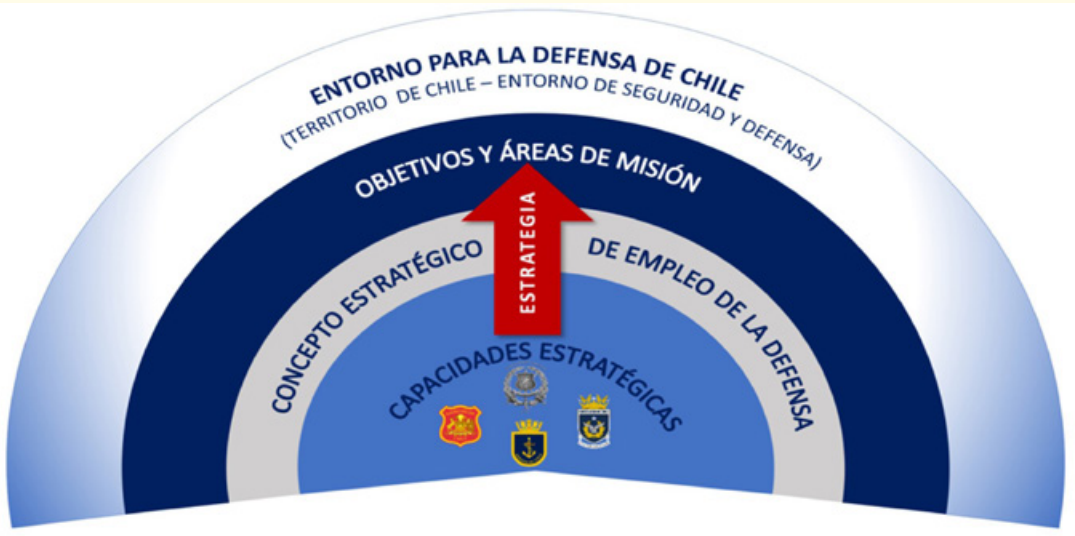 ENTORNO PARA LA DEFENSA DE CHILE
(TERRITORIO DE CHILE – ENTORNO DE SEGURIDAD Y DEFENSA)
OBJETIVOS Y ÁREAS DE MISIÓN
ESTRATEGIA
CONCEPTO ESTRATÉGICO DE EMPLEO DE LA DEFENSA
CAPACIDADES ESTRATÉGICAS